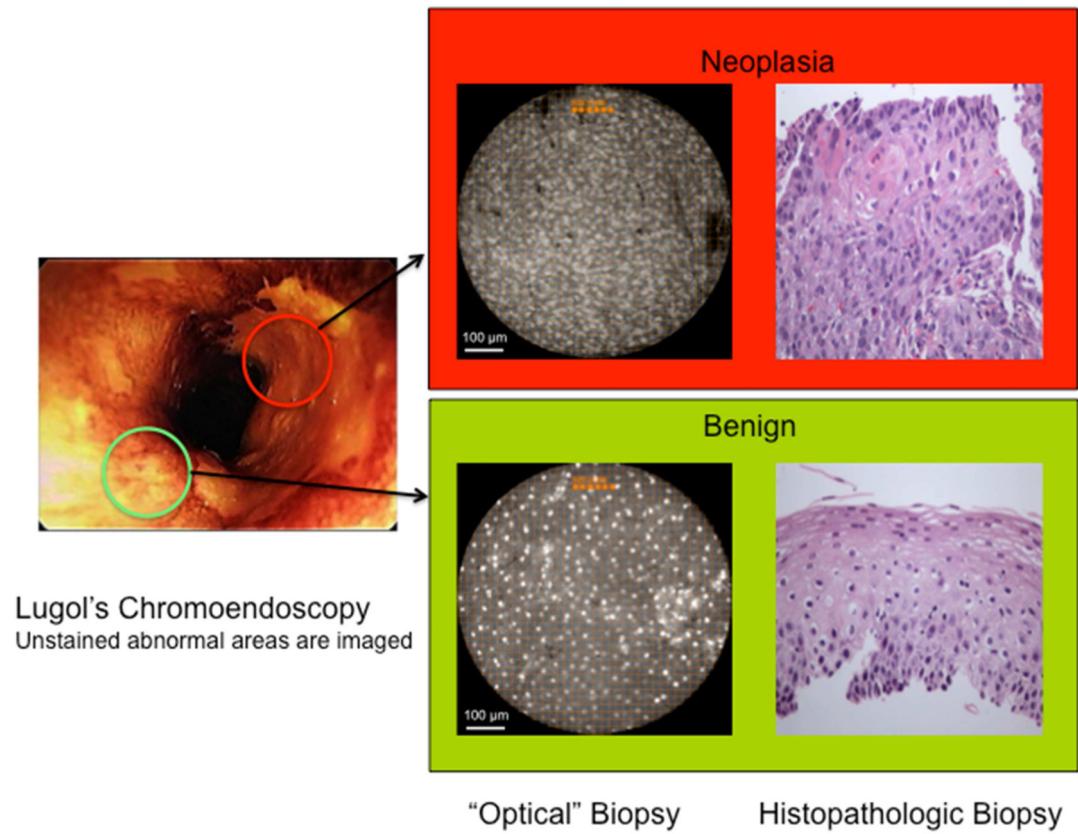 Neoplasia
100 µm
Benign
100 µm
Lugol’s Chromoendoscopy
Unstained abnormal areas are imaged
“Optical” Biopsy
Histopathologic Biopsy